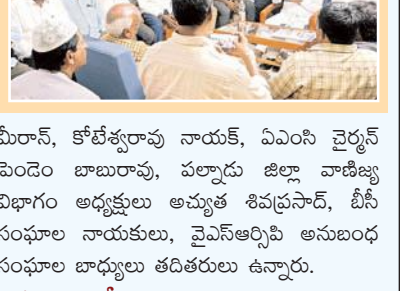 మీరాన్, కోటేశ్వరావు నాయక్, ఏఎంసి చైర్మన్
పెండెం బాబురావు, పల్నాడు జిల్లా వాణిజ్య
విభాగం అధ్యక్షులు అచ్యుత శివప్రసాద్, బీసీ
సంఘాల నాయకులు, వైఎస్ఆర్సిపి అనుబంధ
సంఘాల బాధ్యులు తదితరులు ఉన్నారు.